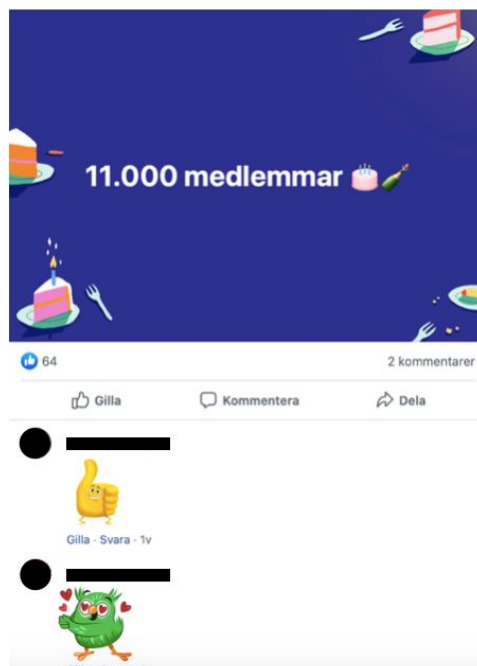 11.000 medlemmar 🎂🍾
64 2 kommentarer
Gilla Kommentera Dela
Gilla · Svara · 1v